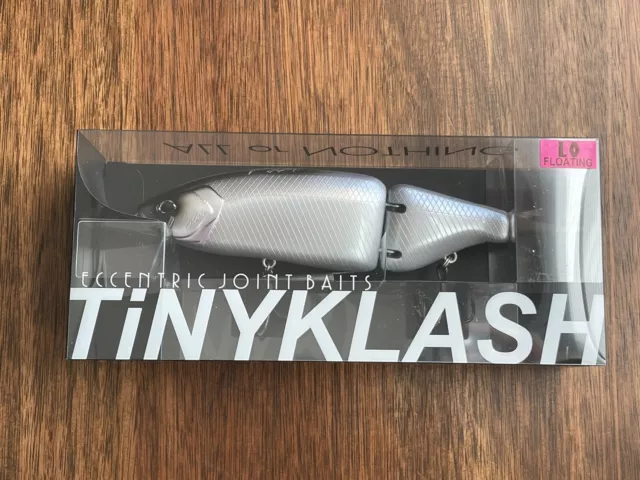 ALL or NOTHING
LO
FLOATING
ECCENTRIC JOINT BAITS
TiNYKLASH